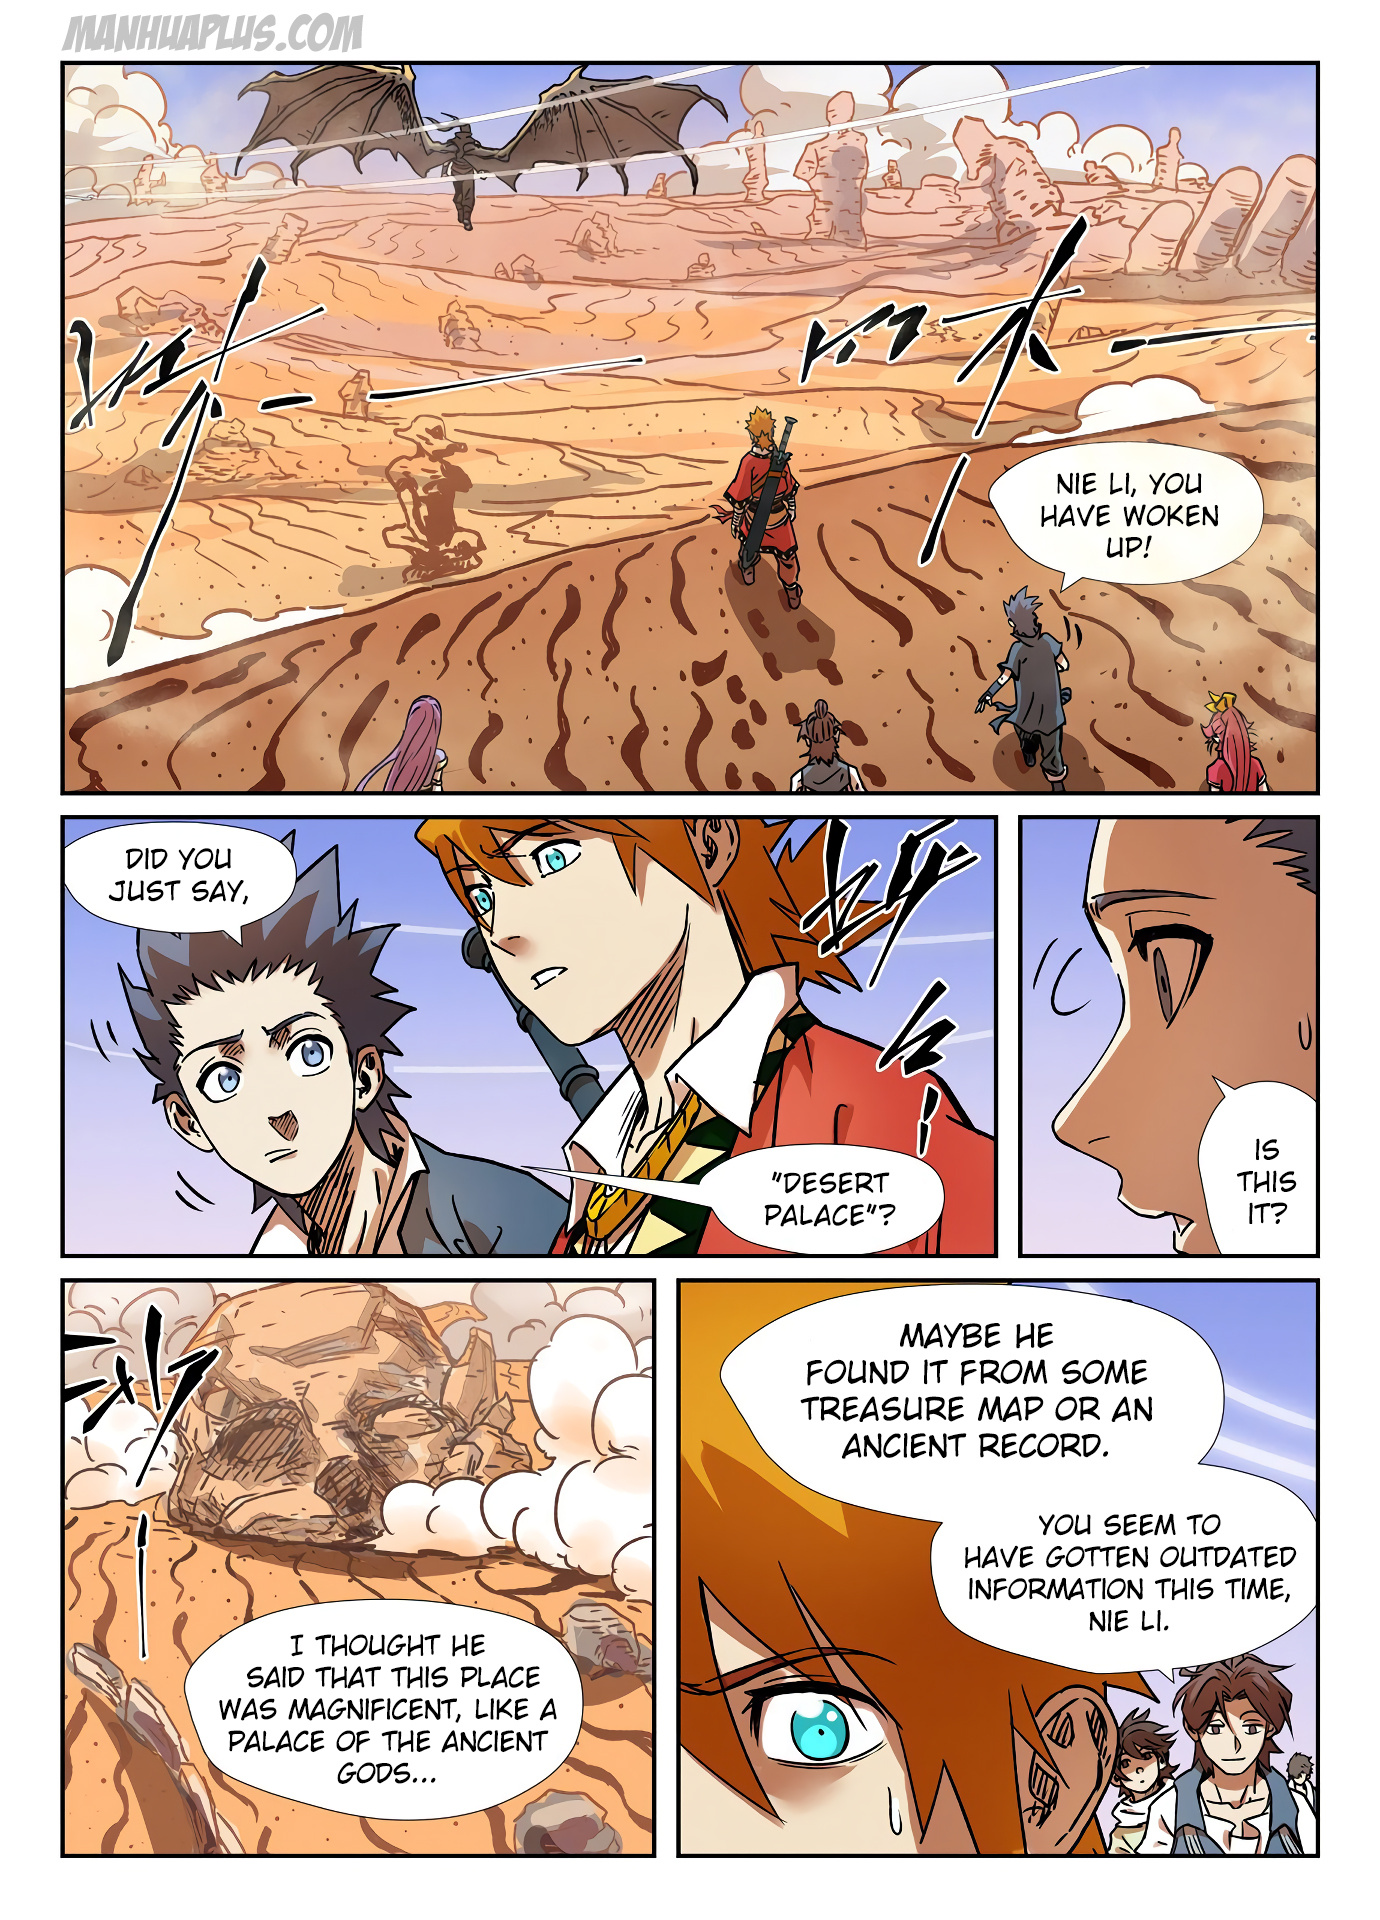 MANHUAPLUS.COM
NIE LI, YOU
HAVE WOKEN
UP!
DID YOU
JUST SAY,
"DESERT
PALACE"?
IS
THIS
IT?
I THOUGHT HE
SAID THAT THIS PLACE
WAS MAGNIFICENT, LIKE A
PALACE OF THE ANCIENT
GODS...
MAYBE HE
FOUND IT FROM SOME
TREASURE MAP OR AN
ANCIENT RECORD.
YOU SEEM TO
HAVE GOTTEN OUTDATED
INFORMATION THIS TIME,
NIE LI.